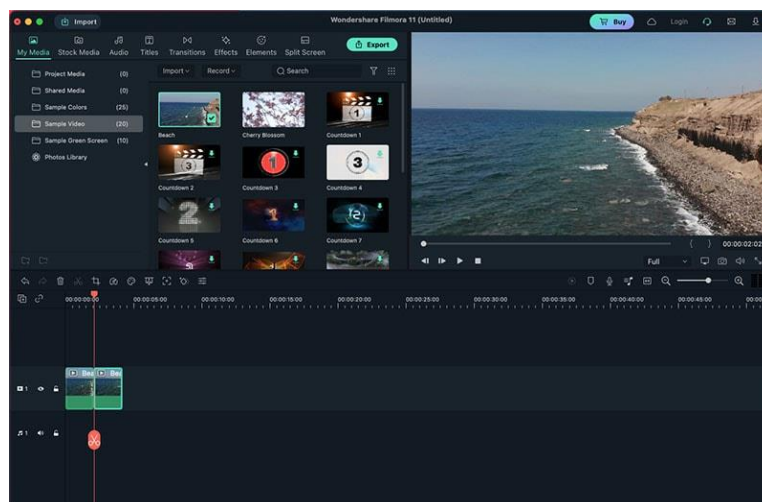 Import
Wondershare Filmora 11 (Untitled)
Buy
Login
My Media
Stock Media
Audio
Titles
Transitions
Effects
Elements
Split Screen
Export
Project Media (0)
Shared Media (0)
Sample Colors (25)
Sample Video (20)
Sample Green Screen (10)
Photos Library
Import
Record
Search
Beach
Cherry Blossom
Countdown 1
Countdown 2
Countdown 3
Countdown 4
Countdown 5
Countdown 6
Countdown 7
00:00:02:02
Full
00:00:00:00
00:00:05:00
00:00:10:00
00:00:15:00
00:00:20:00
00:00:25:00
00:00:30:00
00:00:35:00
00:00:40:00
00:00:45:00
Bea
Bea
1
1